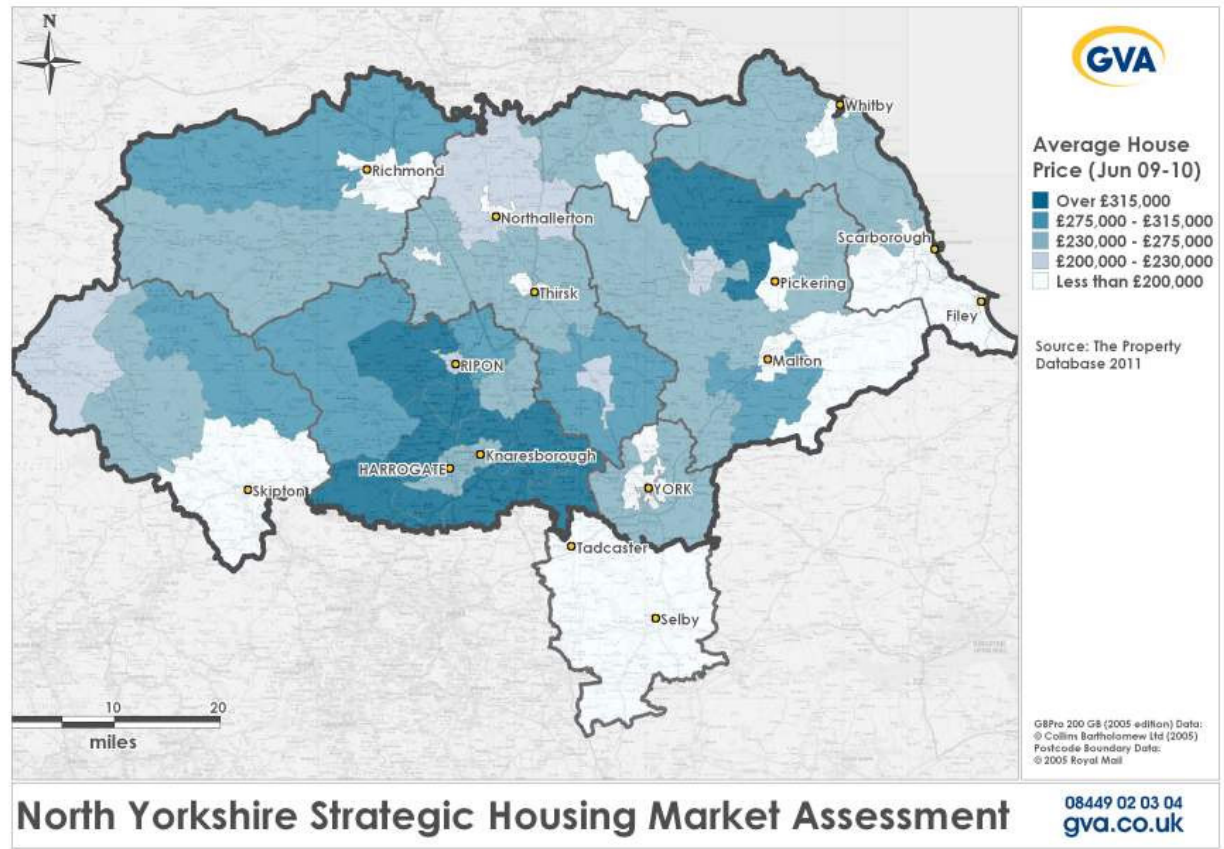 N
GVA
Whitby
Average House
Price (Jun 09-10)
Over £315,000
£275,000 - £315,000
£230,000 - £275,000
£200,000 - £230,000
Less than £200,000
Richmond
Northallerton
Scarborough
Pickering
Thirsk
Filey
Source: The Property
Database 2011
Malton
RIPON
Knaresborough
HARROGATE
Skipton
YORK
Tadcaster
Selby
10 20
miles
GBPro 200 GB (2005 edition) Data:
© Collins Bartholomew Ltd (2005)
Postcode Boundary Data:
© 2005 Royal Mail
North Yorkshire Strategic Housing Market Assessment
08449 02 03 04
gva.co.uk